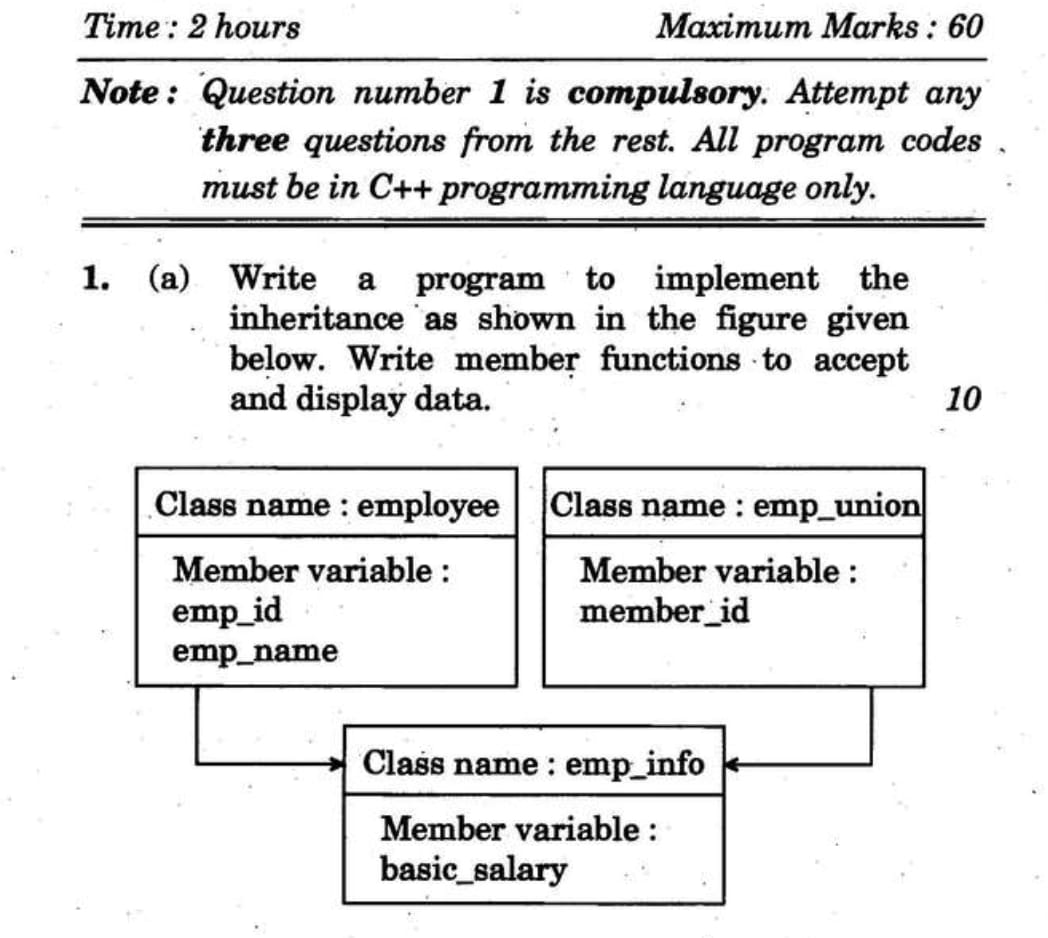 Time : 2 hours Maximum Marks : 60
Note : Question number 1 is compulsory. Attempt any
three questions from the rest. All program codes
must be in C++ programming language only.
1. (a) Write a program to implement the
inheritance as shown in the figure given
below. Write member functions to accept
and display data. 10
Class name : employee
Member variable :
emp_id
emp_name
Class name : emp_union
Member variable :
member_id
Class name : emp_info
Member variable :
basic_salary